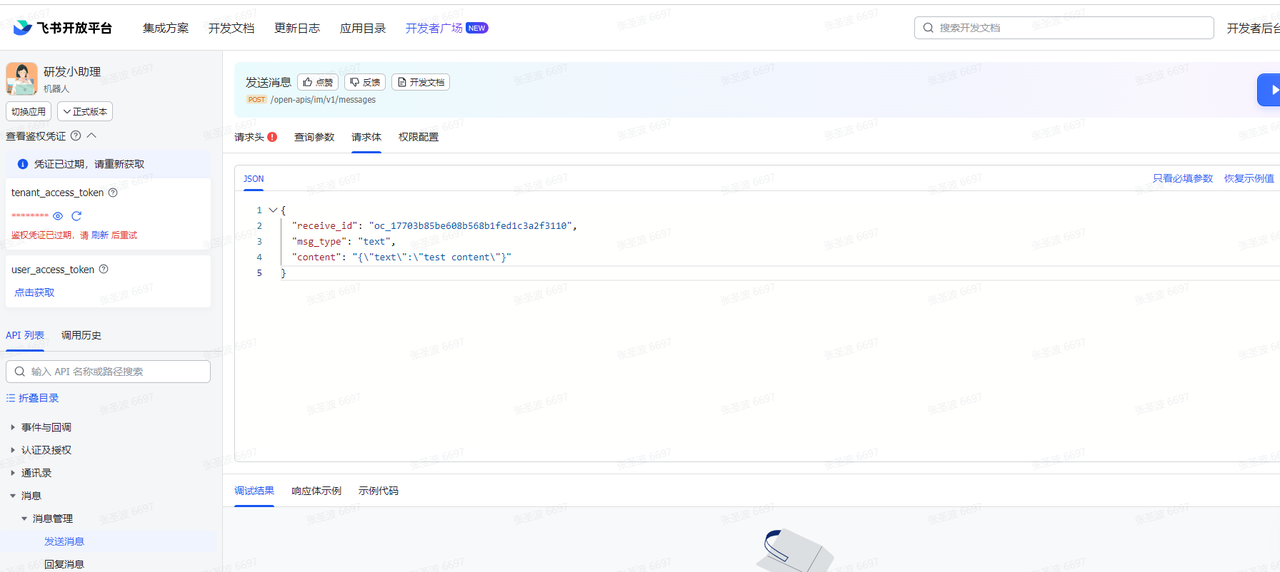 飞书开放平台 集成方案 开发文档 更新日志 应用目录 开发者广场 NEW 搜索开发文档 开发者后台
研发小助理
机器人
切换应用 正式版本
查看鉴权凭证
凭证已过期，请重新获取
tenant_access_token
********
鉴权凭证已过期，请 刷新 后重试
user_access_token
点击获取
API 列表 调用历史
输入 API 名称或路径搜索
折叠目录
事件与回调
认证及授权
通讯录
消息
消息管理
发送消息
回复消息
发送消息 点赞 反馈 开发文档
POST /open-apis/im/v1/messages
请求头 查询参数 请求体 权限配置
JSON 只看必填参数 恢复示例值
1 {
2 "receive_id": "oc_17703b85be608b568b1fed1c3a2f3110",
3 "msg_type": "text",
4 "content": "{\"text\":\"test content\"}"
5 }
调试结果 响应体示例 示例代码
张圣波 6697